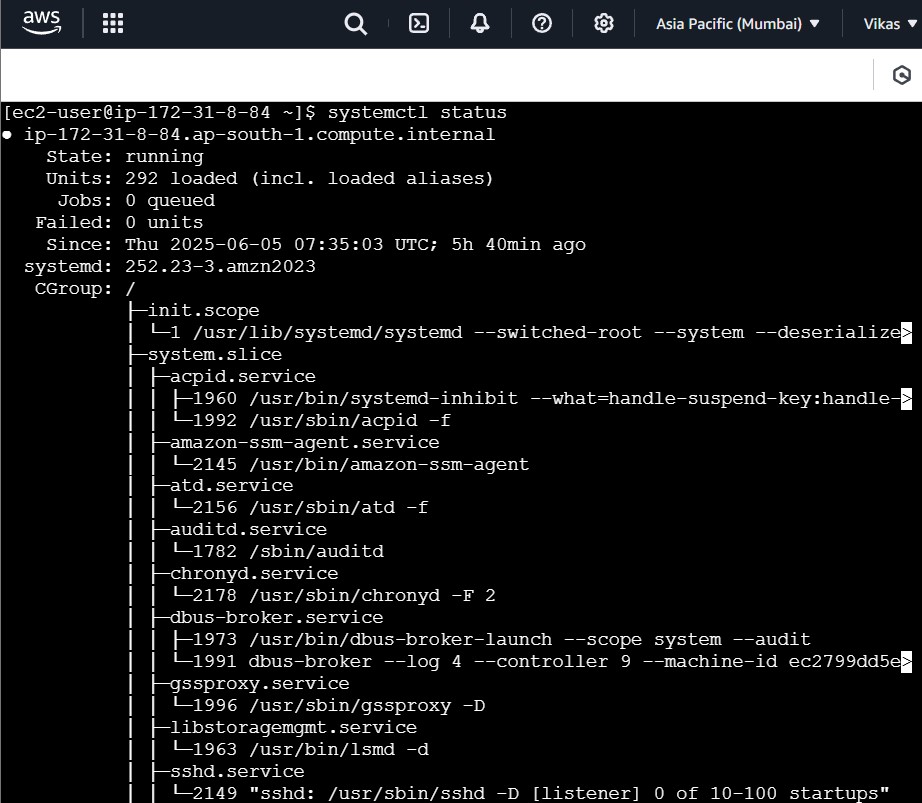 aws
Asia Pacific (Mumbai) ▼
Vikas ▼
[ec2-user@ip-172-31-8-84 ~]$ systemctl status
● ip-172-31-8-84.ap-south-1.compute.internal
    State: running
    Units: 292 loaded (incl. loaded aliases)
     Jobs: 0 queued
   Failed: 0 units
    Since: Thu 2025-06-05 07:35:03 UTC; 5h 40min ago
  systemd: 252.23-3.amzn2023
   CGroup: /
           ├─init.scope
           │ └─1 /usr/lib/systemd/systemd --switched-root --system --deserialize>
           ├─system.slice
           │ ├─acpid.service
           │ │ ├─1960 /usr/bin/systemd-inhibit --what=handle-suspend-key:handle->
           │ │ └─1992 /usr/sbin/acpid -f
           │ ├─amazon-ssm-agent.service
           │ │ └─2145 /usr/bin/amazon-ssm-agent
           │ ├─atd.service
           │ │ └─2156 /usr/sbin/atd -f
           │ ├─auditd.service
           │ │ └─1782 /sbin/auditd
           │ ├─chronyd.service
           │ │ └─2178 /usr/sbin/chronyd -F 2
           │ ├─dbus-broker.service
           │ │ ├─1973 /usr/bin/dbus-broker-launch --scope system --audit
           │ │ └─1991 dbus-broker --log 4 --controller 9 --machine-id ec2799dd5e>
           │ ├─gssproxy.service
           │ │ └─1996 /usr/sbin/gssproxy -D
           │ ├─libstoragemgmt.service
           │ │ └─1963 /usr/bin/lsmd -d
           │ ├─sshd.service
           │ │ └─2149 "sshd: /usr/sbin/sshd -D [listener] 0 of 10-100 startups"